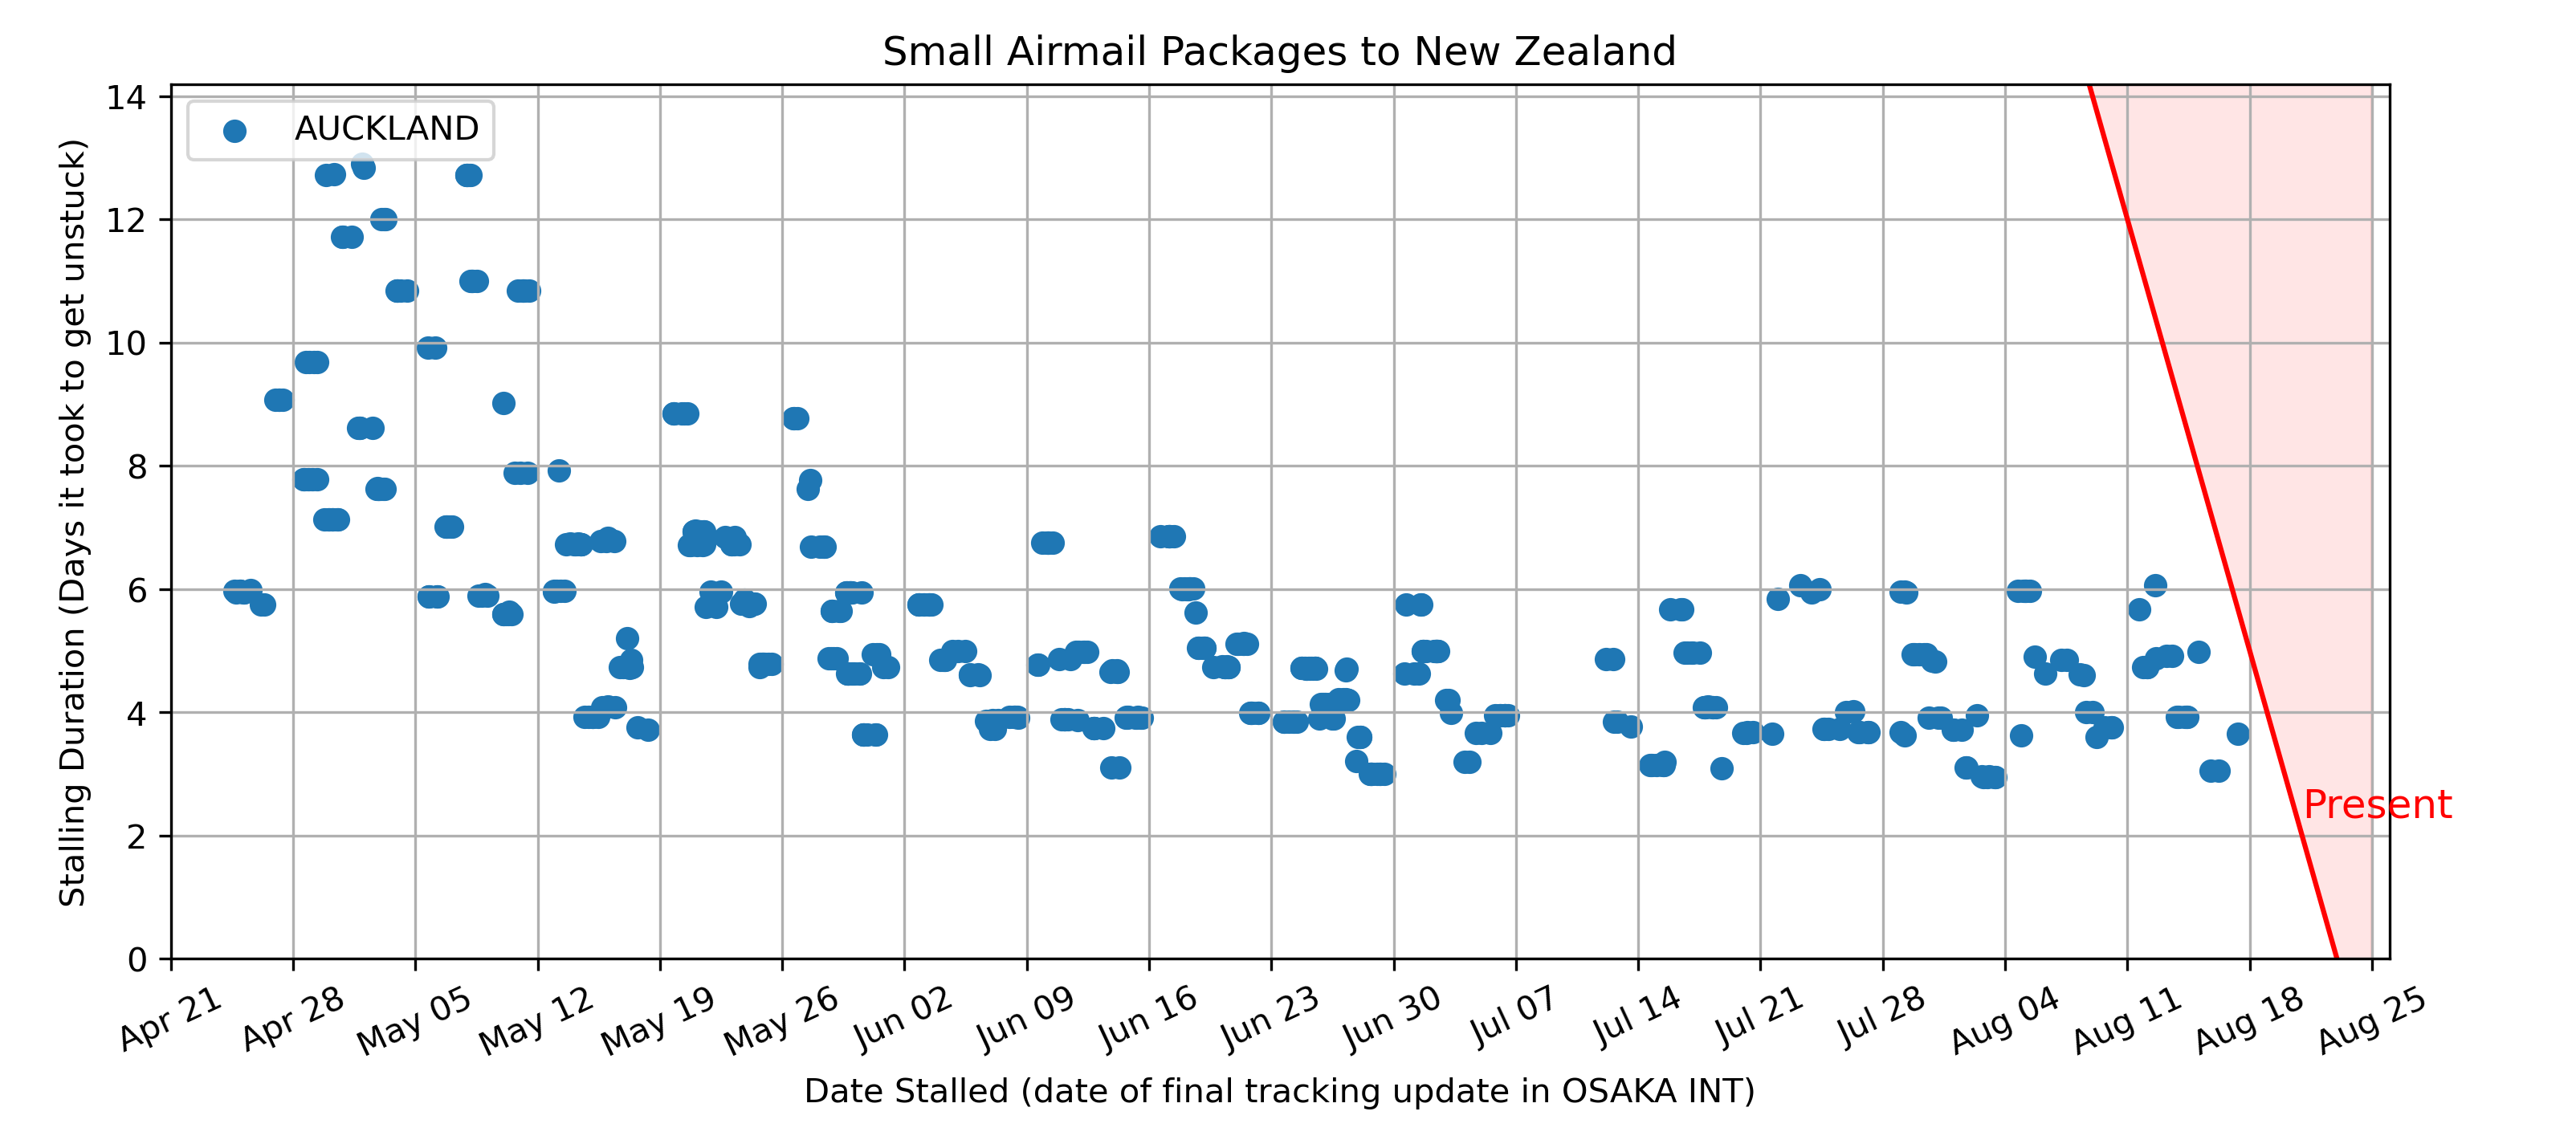 Small Airmail Packages to New Zealand
AUCKLAND
Stalling Duration (Days it took to get unstuck)
14
12
10
8
6
4
2
0
Present
Apr 21
Apr 28
May 05
May 12
May 19
May 26
Jun 02
Jun 09
Jun 16
Jun 23
Jun 30
Jul 07
Jul 14
Jul 21
Jul 28
Aug 04
Aug 11
Aug 18
Aug 25
Date Stalled (date of final tracking update in OSAKA INT)